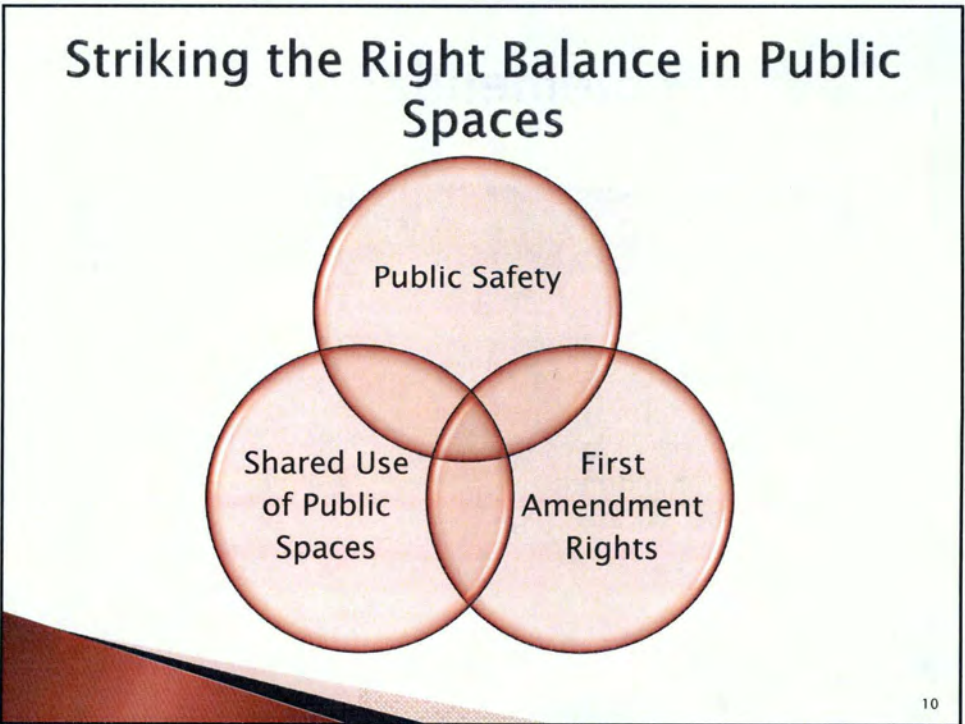 Striking the Right Balance in Public
Spaces
Public Safety
Shared Use
of Public
Spaces
First
Amendment
Rights
10